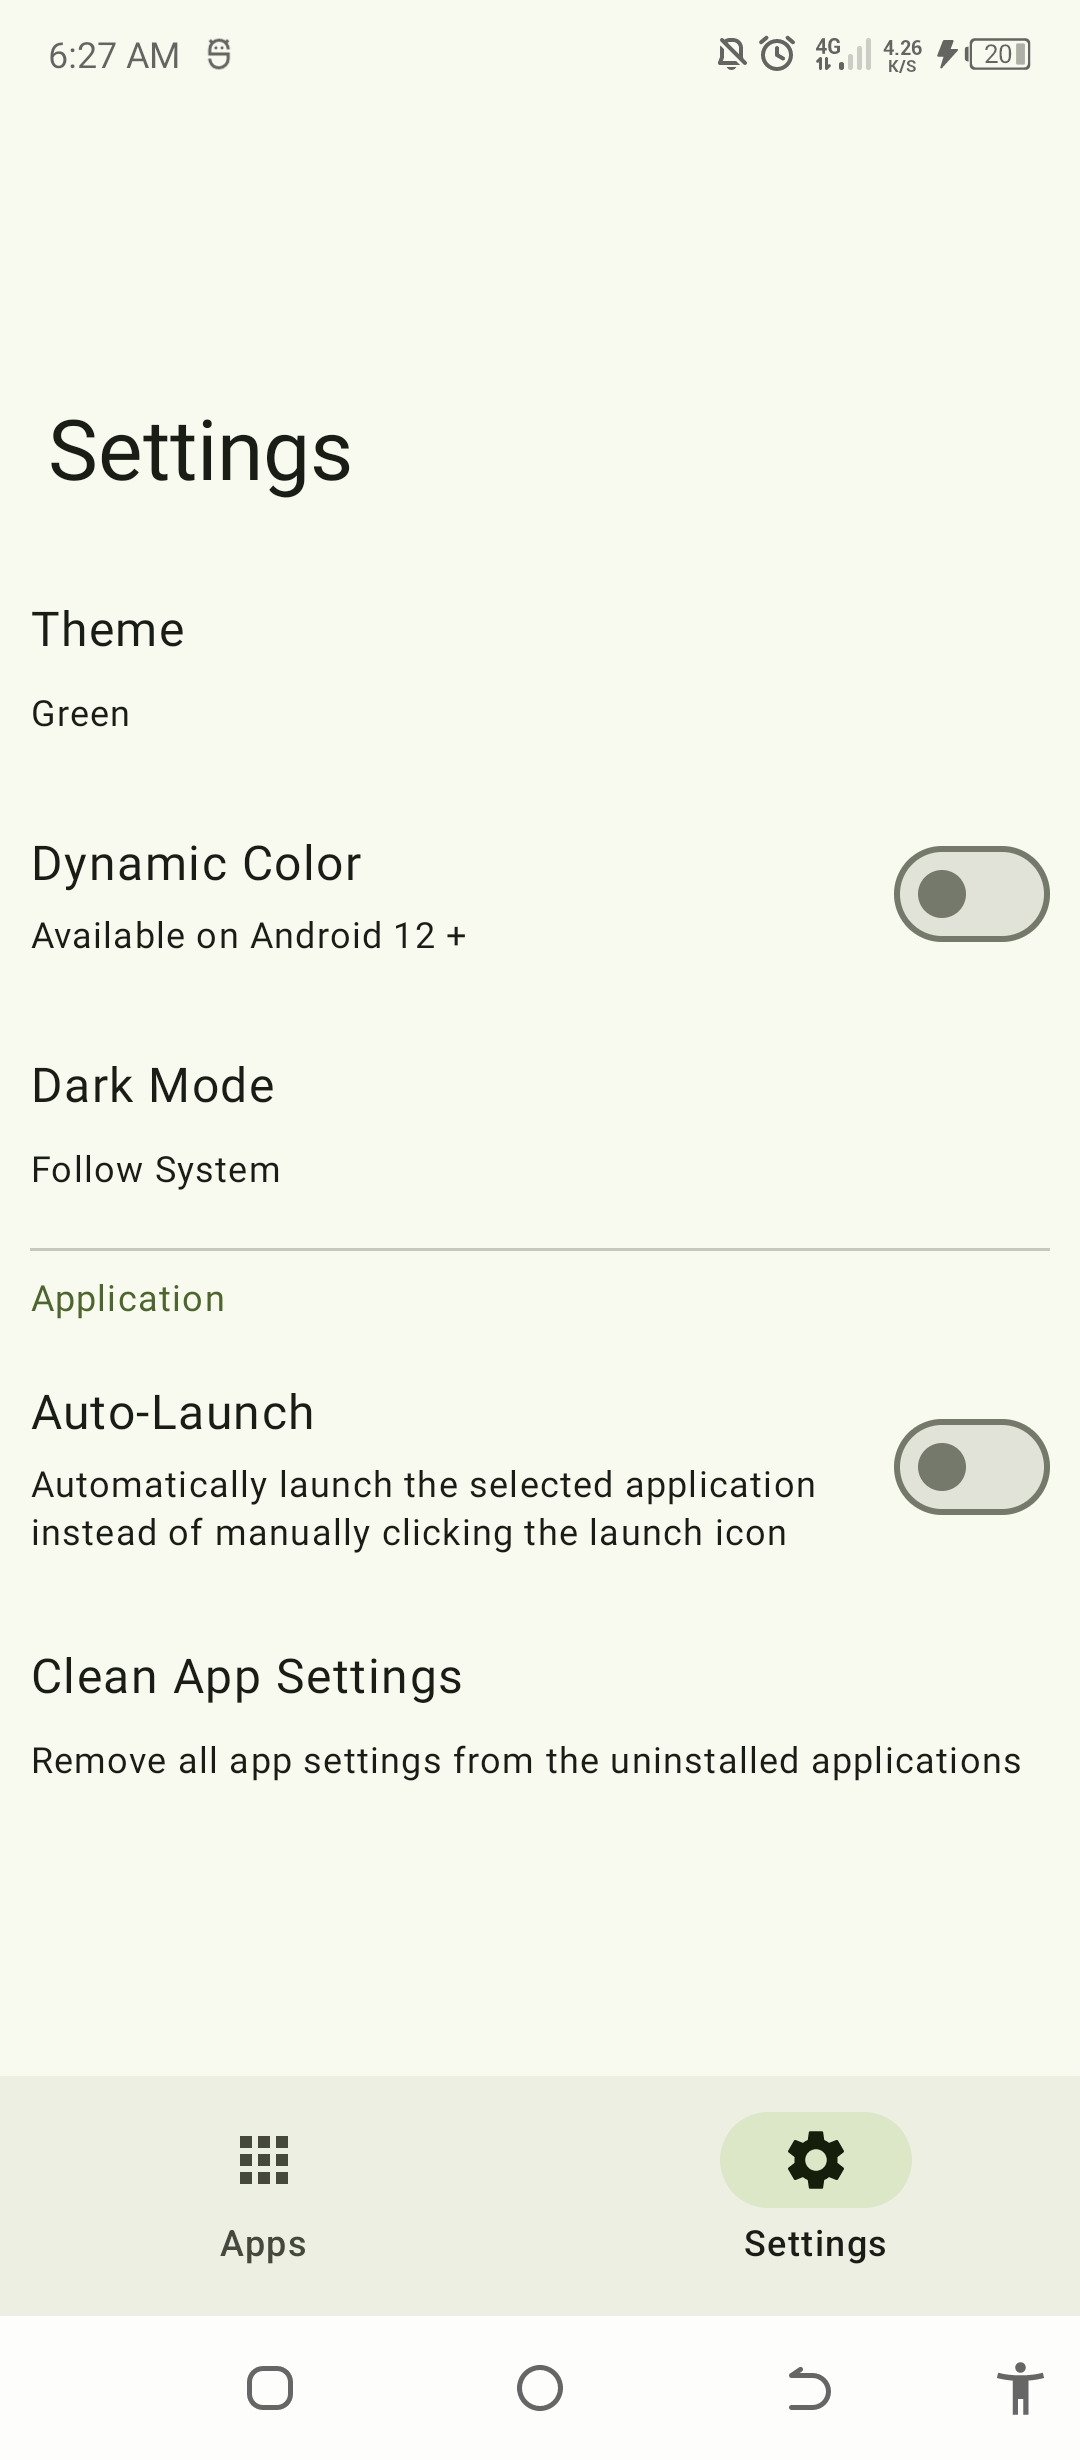 6:27 AM
4G 4.26 K/S 20
Settings
Theme
Green
Dynamic Color
Available on Android 12 +
Dark Mode
Follow System
Application
Auto-Launch
Automatically launch the selected application
instead of manually clicking the launch icon
Clean App Settings
Remove all app settings from the uninstalled applications
Apps
Settings